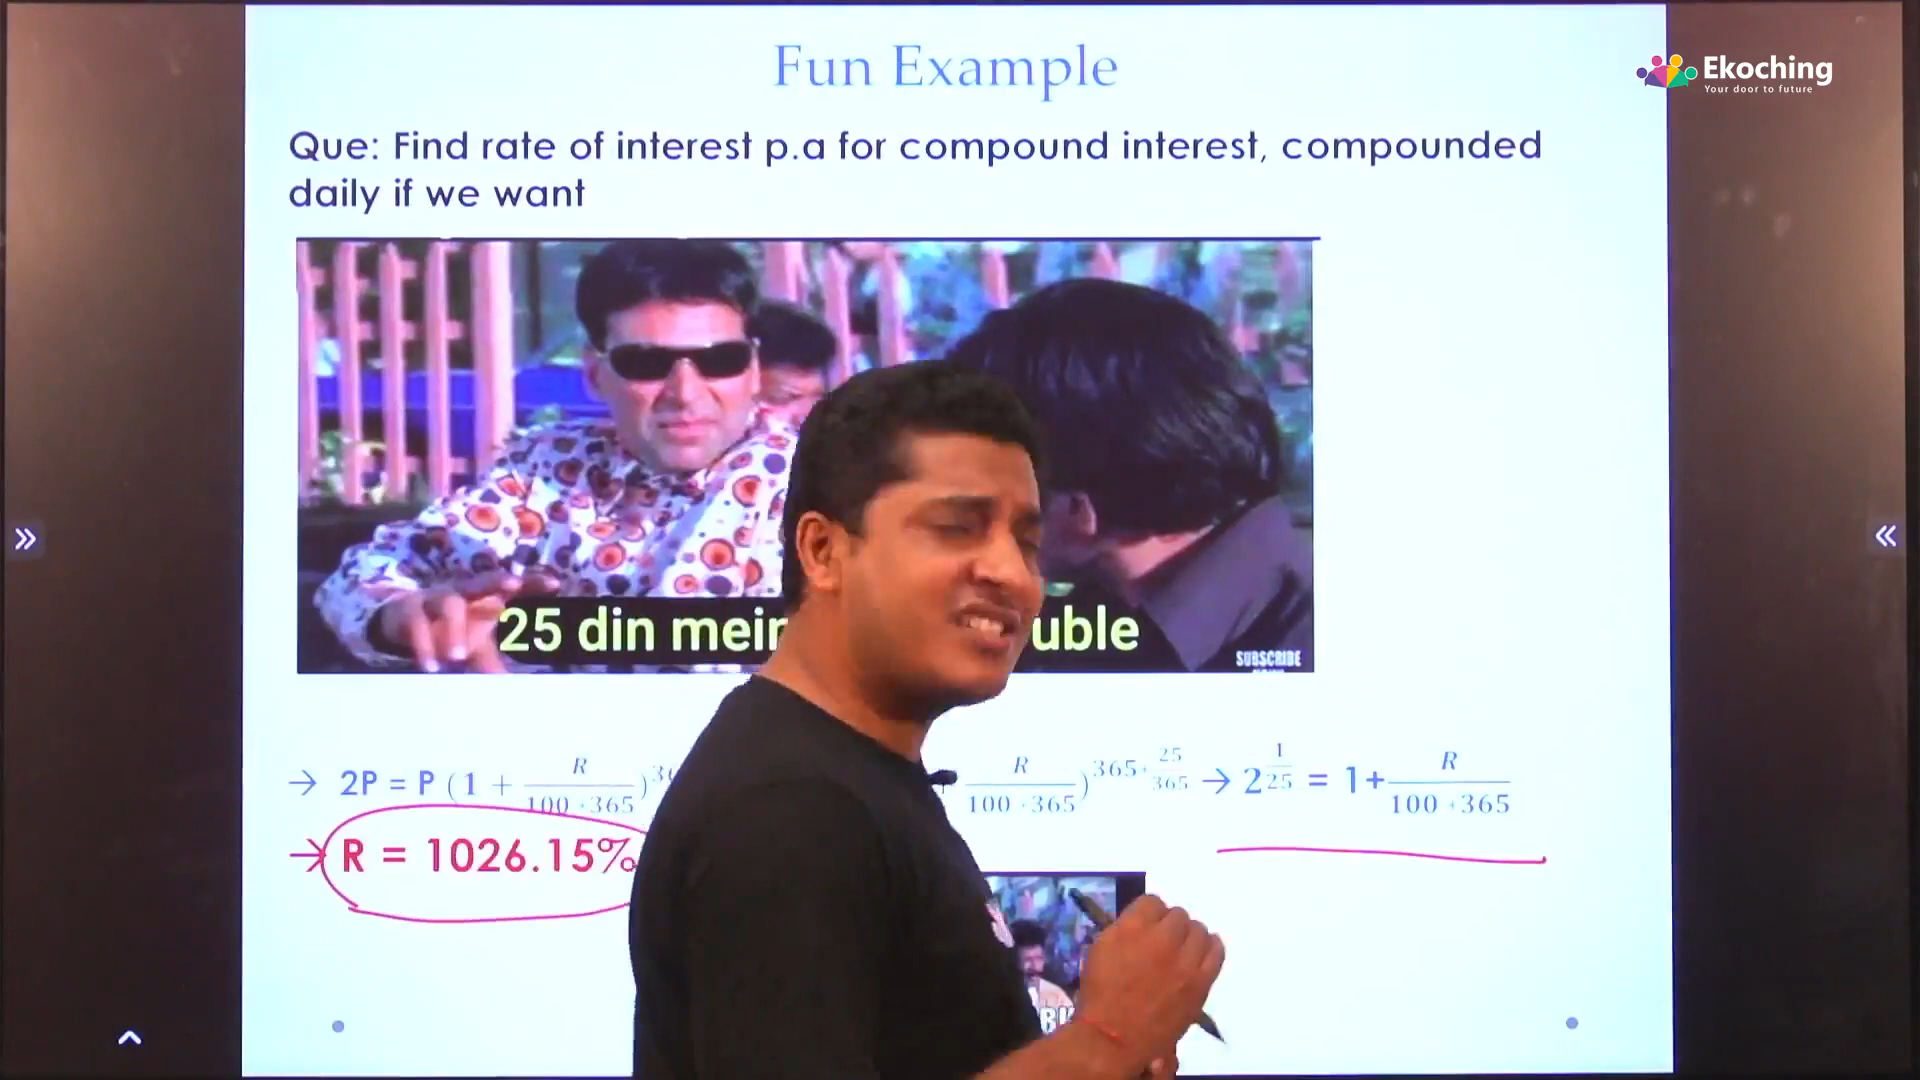 Fun Example
Ekoching
Your door to future
Que: Find rate of interest p.a for compound interest, compounded
daily if we want
25 din mein
uble
SUBSCRIBE
→ 2P = P (1 + R/(100 ∗365))^36
R/(100 ∗365))^(365∗25/365) → 2^(1/25) = 1+ R/(100 ∗365)
→ R = 1026.15%